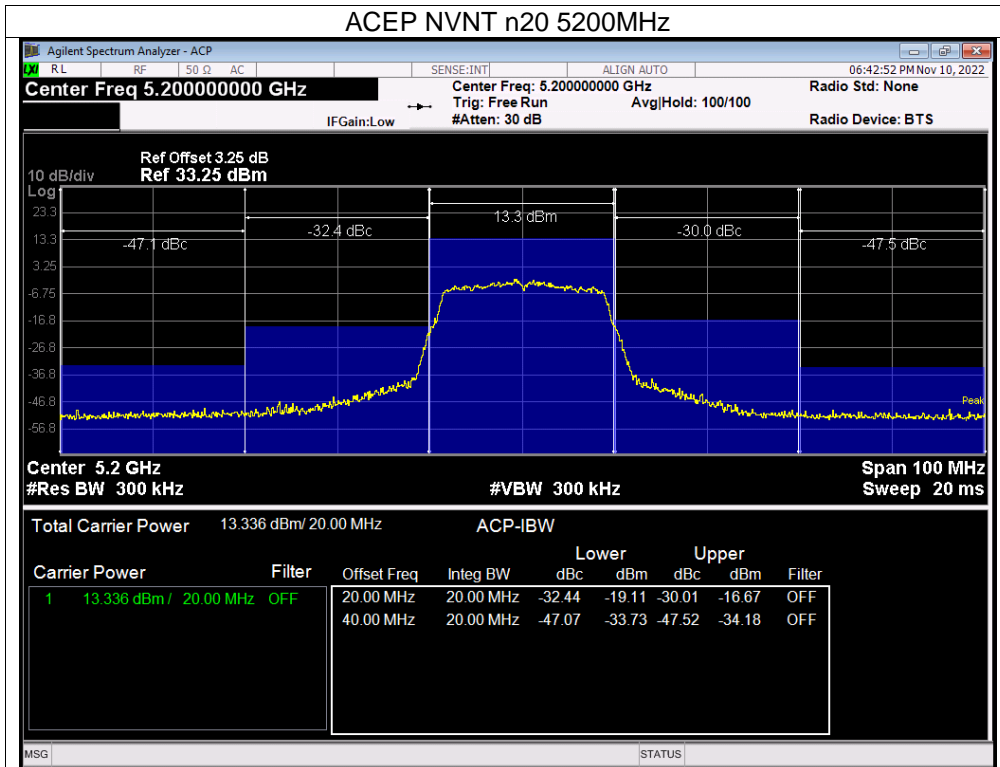 ACEP NVNT n20 5200MHz
Agilent Spectrum Analyzer - ACP
LXI RL RF 50 Ω AC SENSE:INT ALIGN AUTO 06:42:52 PM Nov 10, 2022
Center Freq 5.200000000 GHz Center Freq: 5.200000000 GHz Radio Std: None
Trig: Free Run Avg|Hold: 100/100
IFGain:Low #Atten: 30 dB Radio Device: BTS
Ref Offset 3.25 dB
10 dB/div Ref 33.25 dBm
Log
23.3
13.3 dBm
-32.4 dBc -30.0 dBc
13.3
-47.1 dBc -47.5 dBc
3.25
-6.75
-16.8
-26.8
-36.8
-46.8
Peak
-56.8
Center 5.2 GHz Span 100 MHz
#Res BW 300 kHz #VBW 300 kHz Sweep 20 ms
Total Carrier Power 13.336 dBm/ 20.00 MHz ACP-IBW
Lower Upper
Carrier Power Filter Offset Freq Integ BW dBc dBm dBc dBm Filter
1 13.336 dBm / 20.00 MHz OFF 20.00 MHz 20.00 MHz -32.44 -19.11 -30.01 -16.67 OFF
40.00 MHz 20.00 MHz -47.07 -33.73 -47.52 -34.18 OFF
MSG STATUS